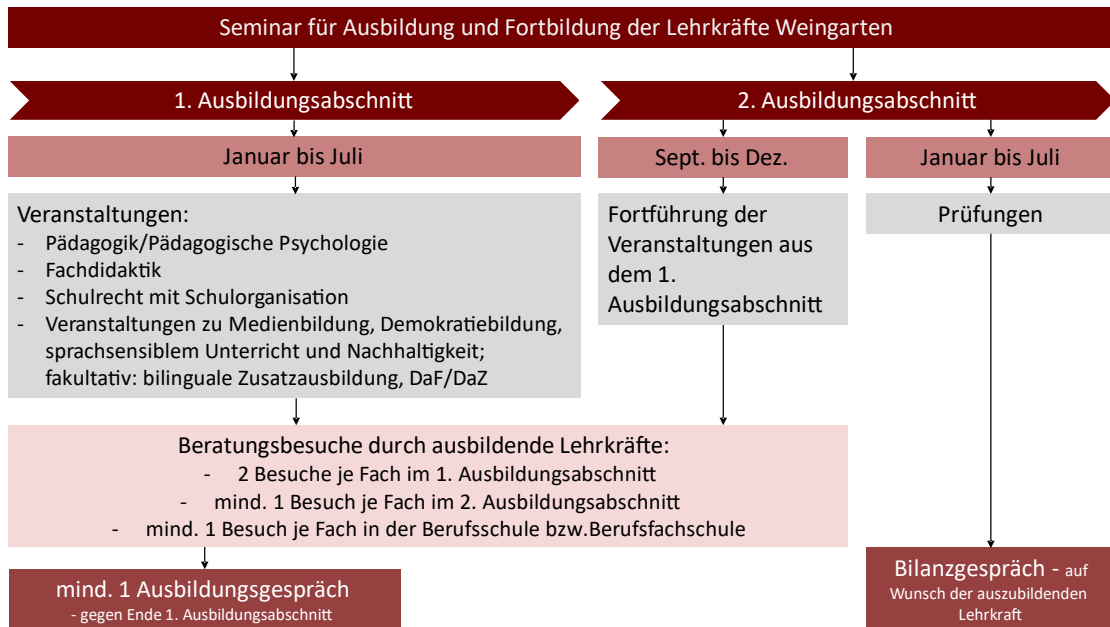 Seminar für Ausbildung und Fortbildung der Lehrkräfte Weingarten
1. Ausbildungsabschnitt
2. Ausbildungsabschnitt
Januar bis Juli
Sept. bis Dez.
Januar bis Juli
Veranstaltungen:
- Pädagogik/Pädagogische Psychologie
- Fachdidaktik
- Schulrecht mit Schulorganisation
- Veranstaltungen zu Medienbildung, Demokratiebildung,
sprachsensiblem Unterricht und Nachhaltigkeit;
fakultativ: bilinguale Zusatzausbildung, DaF/DaZ
Fortführung der
Veranstaltungen aus
dem 1.
Ausbildungsabschnitt
Prüfungen
Beratungsbesuche durch ausbildende Lehrkräfte:
- 2 Besuche je Fach im 1. Ausbildungsabschnitt
- mind. 1 Besuch je Fach im 2. Ausbildungsabschnitt
- mind. 1 Besuch je Fach in der Berufsschule bzw.Berufsfachschule
mind. 1 Ausbildungsgespräch
- gegen Ende 1. Ausbildungsabschnitt
Bilanzgespräch - auf
Wunsch der auszubildenden
Lehrkraft